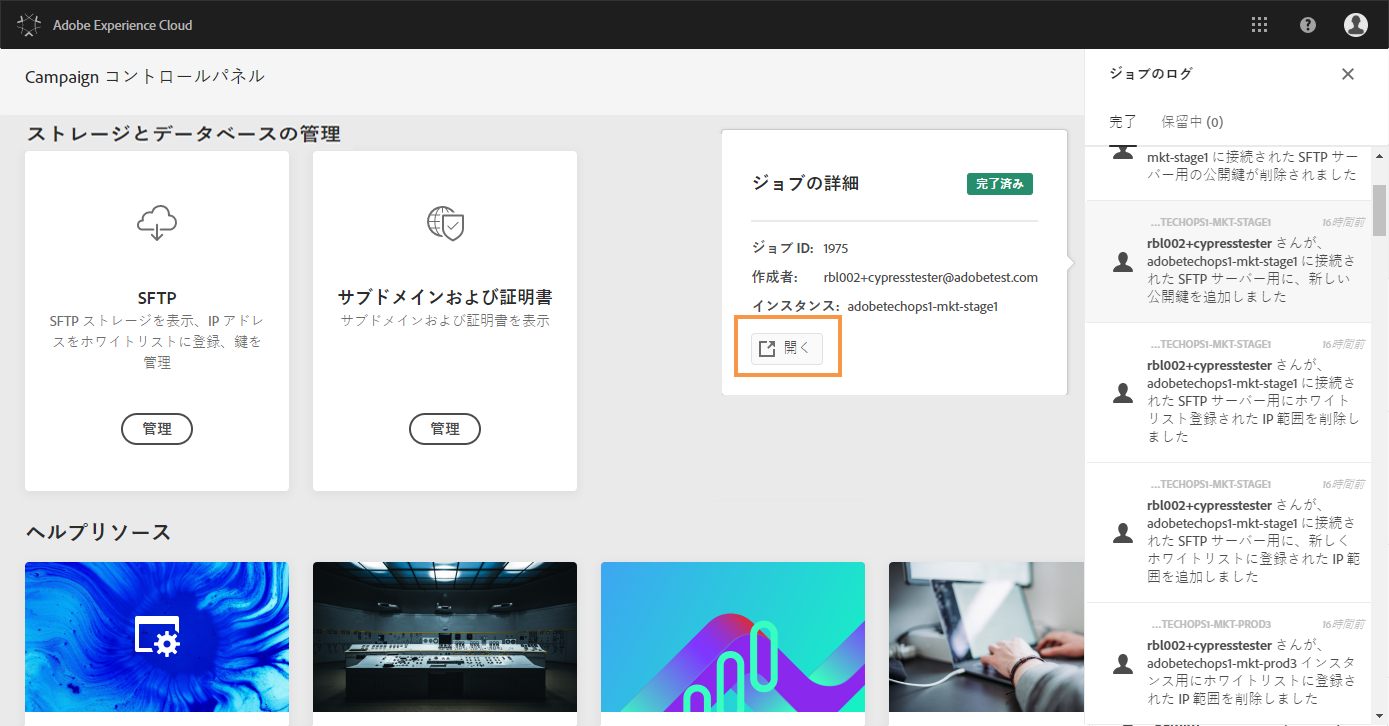 Adobe Experience Cloud
Campaign コントロールパネル
ストレージとデータベースの管理
SFTP
SFTP ストレージを表示、IP アドレ
スをホワイトリストに登録、鍵を
管理
管理
サブドメインおよび証明書
サブドメインおよび証明書を表示
管理
ジョブの詳細
完了済み
ジョブ ID: 1975
作成者: rbl002+cypresstester@adobetest.com
インスタンス: adobetechops1-mkt-stage1
開く
ヘルプリソース
ジョブのログ
完了 保留中 (0)
mkt-stage1 に接続された SFTP サー
バー用の公開鍵が削除されました
...TECHOPS1-MKT-STAGE1 16時間前
rbl002+cypresstester さんが、
adobetechops1-mkt-stage1 に接続さ
れた SFTP サーバー用に、新しい
公開鍵を追加しました
...TECHOPS1-MKT-STAGE1 16時間前
rbl002+cypresstester さんが、
adobetechops1-mkt-stage1 に接続さ
れた SFTP サーバー用にホワイト
リスト登録された IP 範囲を削除し
ました
...TECHOPS1-MKT-STAGE1 16時間前
rbl002+cypresstester さんが、
adobetechops1-mkt-stage1 に接続さ
れた SFTP サーバー用に、新しく
ホワイトリストに登録された IP 範
囲を追加しました
...TECHOPS1-MKT-PROD3 16時間前
rbl002+cypresstester さんが、
adobetechops1-mkt-prod3 インスタ
ンス用にホワイトリストに登録さ
れた IP 範囲を削除しました